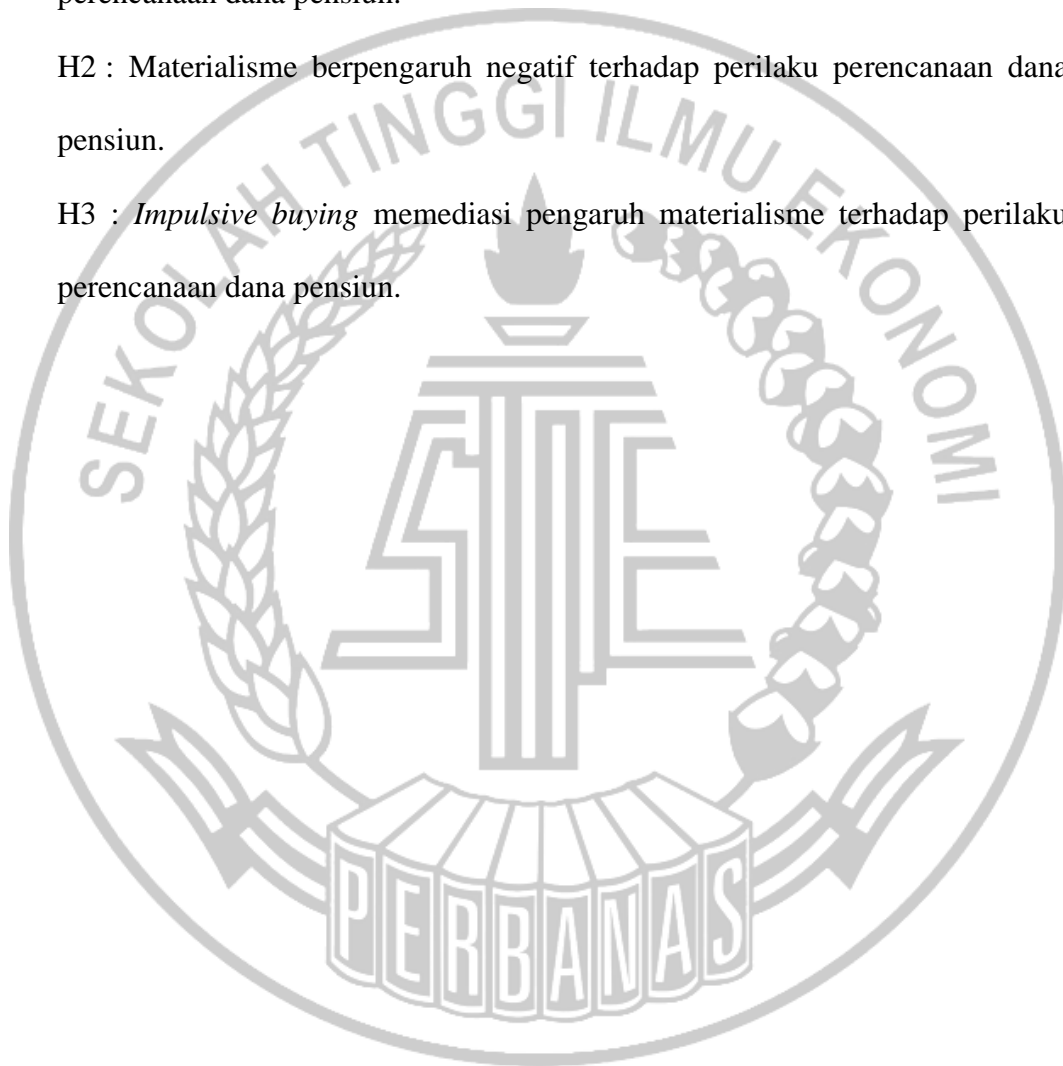 perencanaan dana pensiun.
H2 : Materialisme berpengaruh negatif terhadap perilaku perencanaan dana
pensiun.
H3 : Impulsive buying memediasi pengaruh materialisme terhadap perilaku
perencanaan dana pensiun.
SEKOLAH TINGGI ILMU EKONOMI
PERBANAS